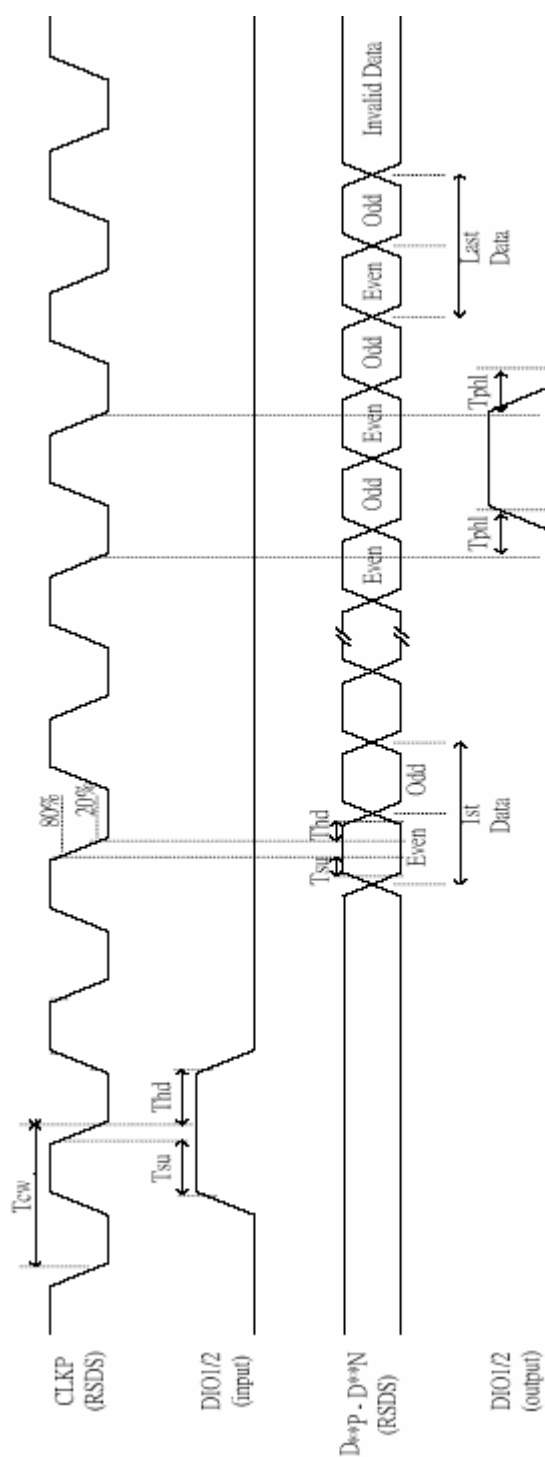 CLKP
(RSDS)
Tcw
80%
20%
DIO1/2
(input)
Tsu
Thd
D**P - D**N
(RSDS)
Tsu
Thd
Even
Odd
1st
Data
Even
Odd
Even
Odd
Even
Odd
Invalid Data
Last
Data
DIO1/2
(output)
Tphl
Tphl